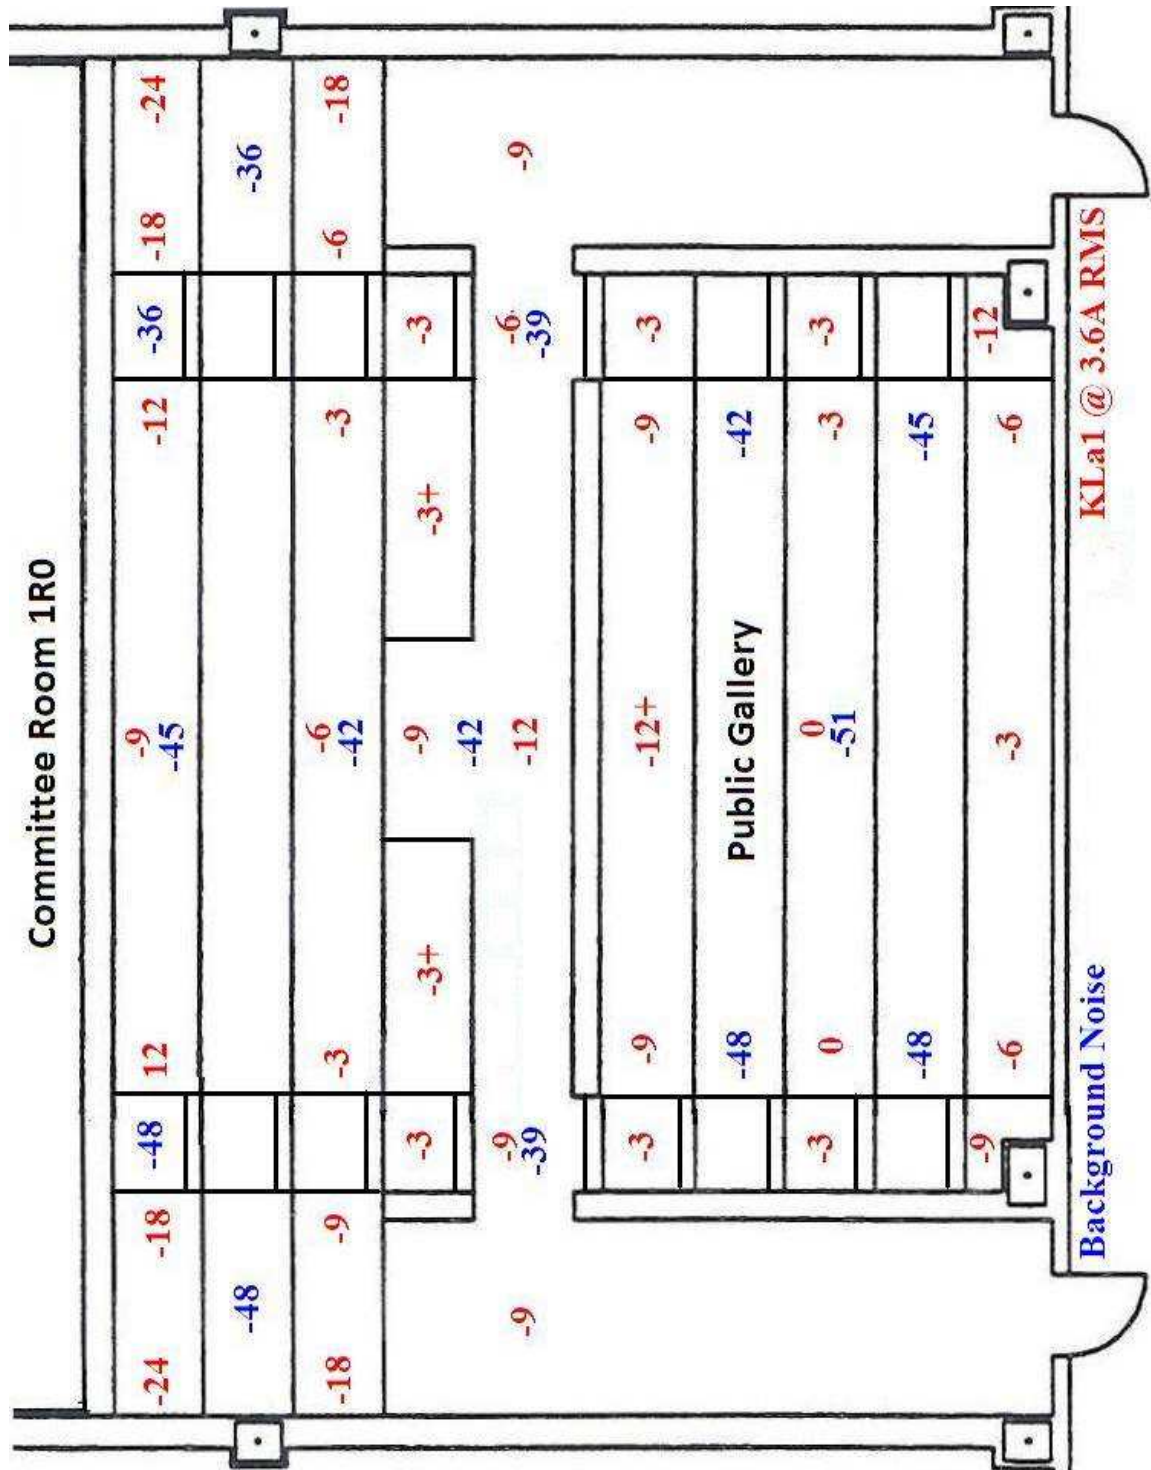 Committee Room 1R0
-24 -18 -48 12 -9 -12 -36 -18 -24
-45
-48 -36
-18 -9 -3 -6 -3 -6 -18
-42
-3 -3+ -9 -3+ -3
-42
-9 -9 -12 -6 -9
-39 -39
-3 -9 -12+ -9 -3
-48 Public Gallery -42
-3 0 0 -3 -3
-51
-48 -45
-9 -6 -3 -6 -12
Background Noise KLa1 @ 3.6A RMS